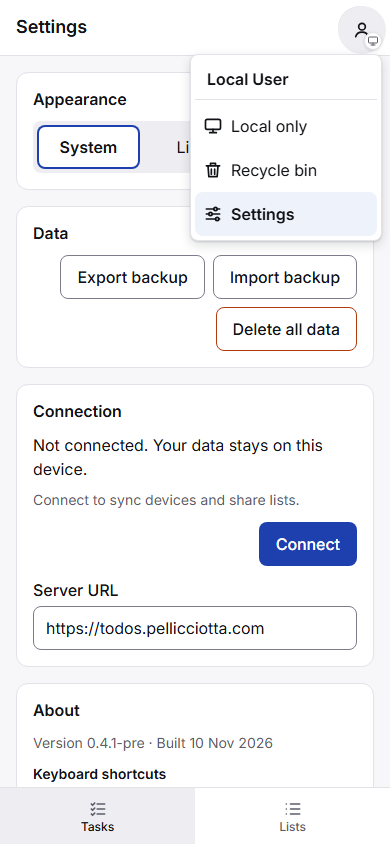 Settings
Local User
Local only
Recycle bin
Settings
Appearance
System
Li
Data
Export backup
Import backup
Delete all data
Connection
Not connected. Your data stays on this
device.
Connect to sync devices and share lists.
Connect
Server URL
https://todos.pellicciotta.com
About
Version 0.4.1-pre · Built 10 Nov 2026
Keyboard shortcuts
Tasks
Lists